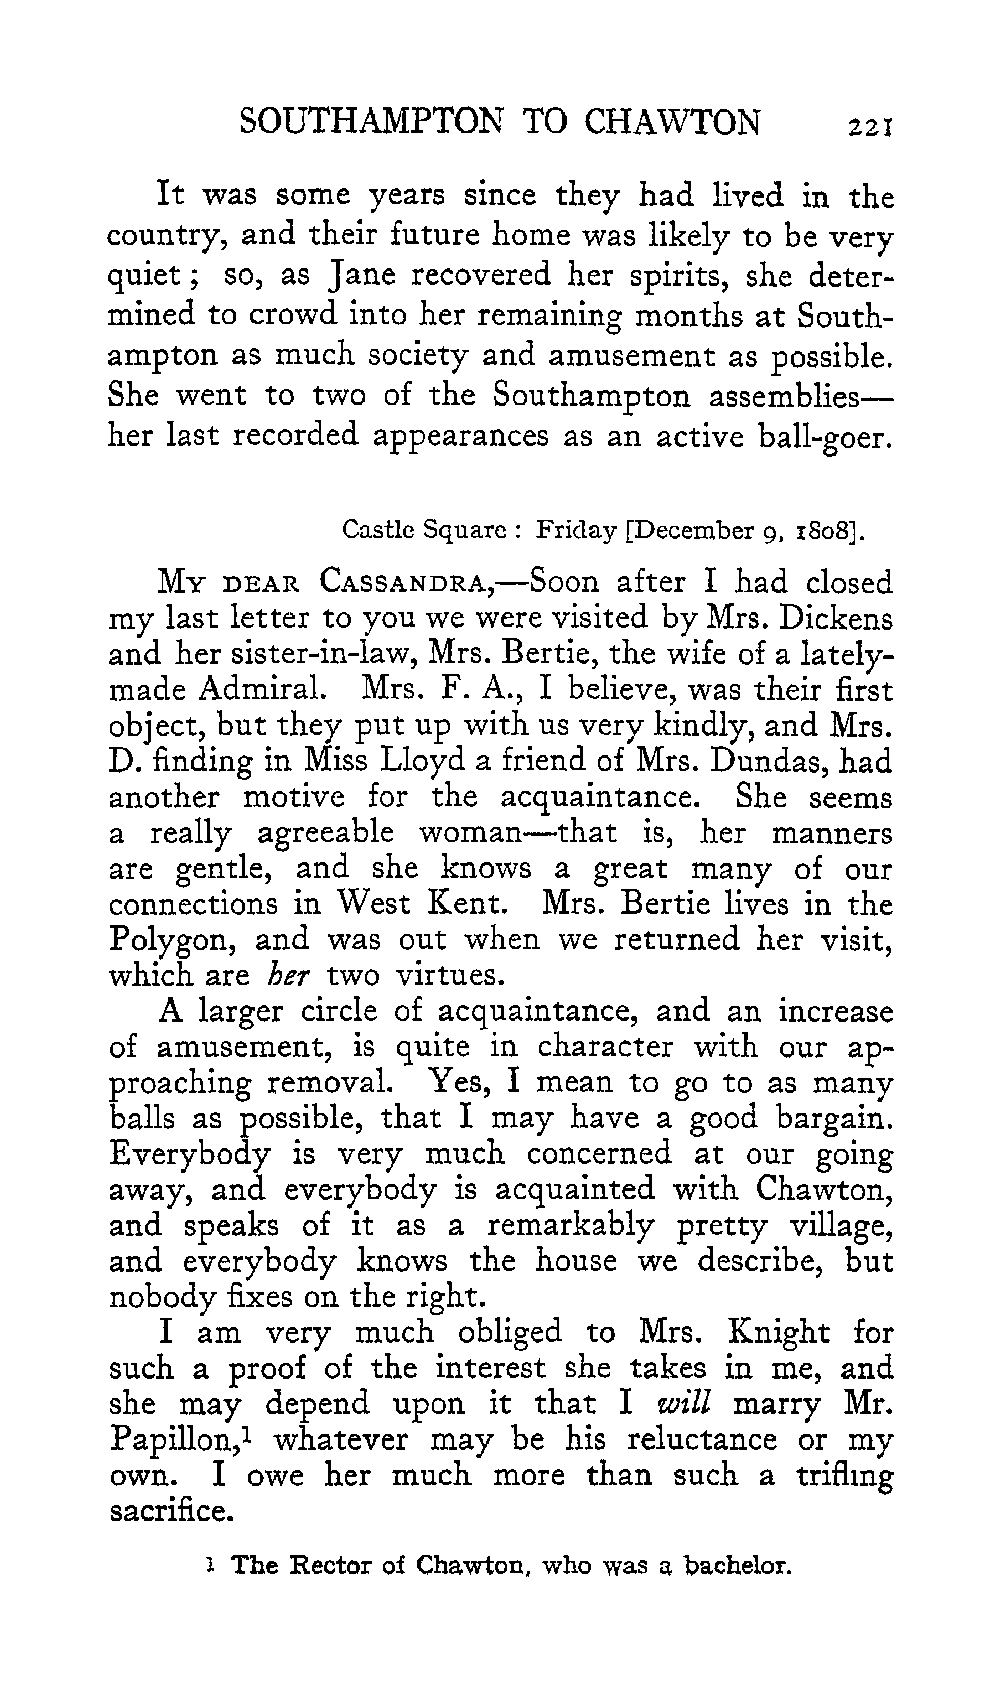 SOUTHAMPTON TO CHAWTON 221
It was some years since they had lived in the
country, and their future home was likely to be very
quiet ; so, as Jane recovered her spirits, she deter-
mined to crowd into her remaining months at South-
ampton as much society and amusement as possible.
She went to two of the Southampton assemblies—
her last recorded appearances as an active ball-goer.
Castle Square : Friday [December 9, 1808].
MY DEAR CASSANDRA,—Soon after I had closed
my last letter to you we were visited by Mrs. Dickens
and her sister-in-law, Mrs. Bertie, the wife of a lately-
made Admiral. Mrs. F. A., I believe, was their first
object, but they put up with us very kindly, and Mrs.
D. finding in Miss Lloyd a friend of Mrs. Dundas, had
another motive for the acquaintance. She seems
a really agreeable woman—that is, her manners
are gentle, and she knows a great many of our
connections in West Kent. Mrs. Bertie lives in the
Polygon, and was out when we returned her visit,
which are her two virtues.
A larger circle of acquaintance, and an increase
of amusement, is quite in character with our ap-
proaching removal. Yes, I mean to go to as many
balls as possible, that I may have a good bargain.
Everybody is very much concerned at our going
away, and everybody is acquainted with Chawton,
and speaks of it as a remarkably pretty village,
and everybody knows the house we describe, but
nobody fixes on the right.
I am very much obliged to Mrs. Knight for
such a proof of the interest she takes in me, and
she may depend upon it that I will marry Mr.
Papillon,¹ whatever may be his reluctance or my
own. I owe her much more than such a trifling
sacrifice.
¹ The Rector of Chawton, who was a bachelor.